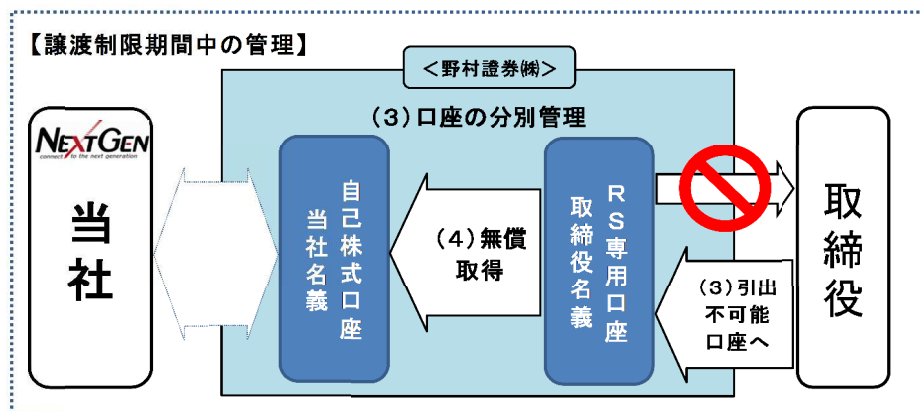 【譲渡制限期間中の管理】
＜野村證券㈱＞
(3)口座の分別管理
NEXTGEN
connect to the next generation
当社
自己株式口座
当社名義
(4)無償
取得
RS専用口座
取締役名義
(3)引出
不可能
口座へ
取締役